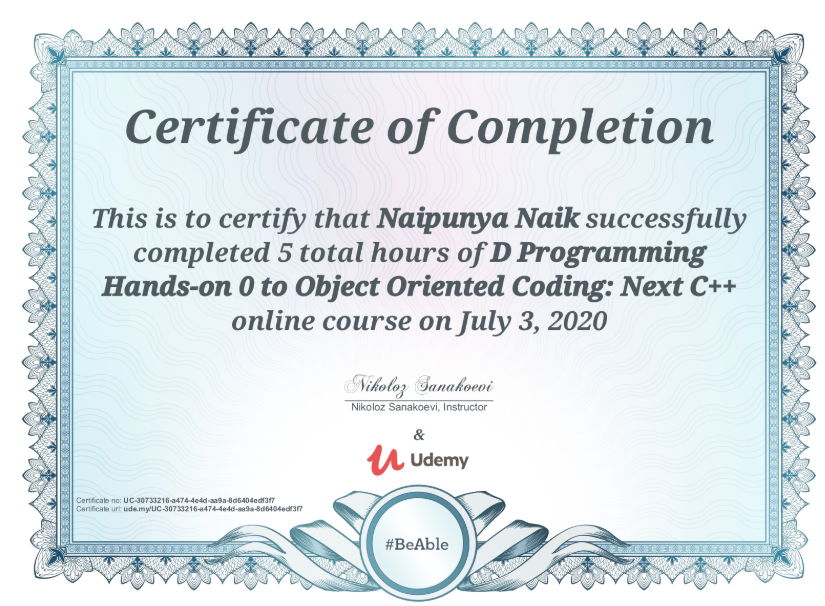 Certificate of Completion
This is to certify that Naipunya Naik successfully
completed 5 total hours of D Programming
Hands-on 0 to Object Oriented Coding: Next C++
online course on July 3, 2020
Nikoloz Sanakoevi
Nikoloz Sanakoevi, Instructor
&
Udemy
Certificate no: UC-30733216-a474-4e4d-aa9a-8d6404edf3f7
Certificate url: ude.my/UC-30733216-a474-4e4d-aa9a-8d6404edf3f7
#BeAble